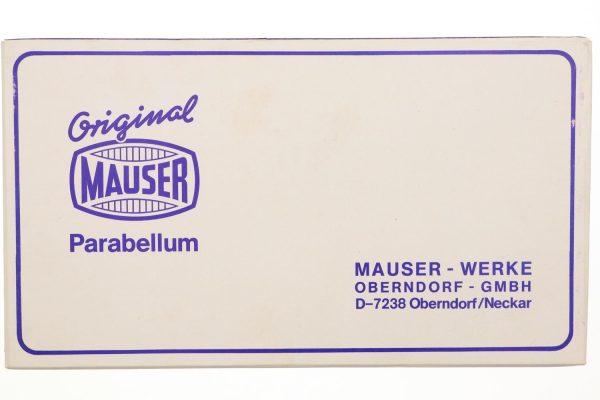 Original
MAUSER
Parabellum
MAUSER - WERKE
OBERNDORF - GMBH
D-7238 Oberndorf/Neckar